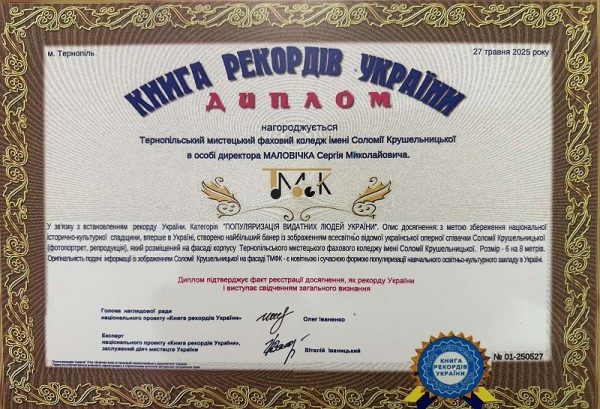 м. Тернопіль
27 травня 2025 року
КНИГА РЕКОРДІВ УКРАЇНИ
ДИПЛОМ
нагороджується
Тернопільський мистецький фаховий коледж імені Соломії Крушельницької
в особі директора МАЛОВІЧКА Сергія Миколайовича.
ТМФК
У зв'язку з встановленням рекорду України. Категорія "ПОПУЛЯРИЗАЦІЯ ВИДАТНИХ ЛЮДЕЙ УКРАЇНИ". Опис досягнення: з метою збереження національної
історично-культурної спадщини, вперше в Україні, створено найбільший банер із зображенням всесвітньо відомої української оперної співачки Соломії Крушельницької
(фотопортрет, репродукція), який розміщений на фасаді корпусу Тернопільського мистецького фахового коледжу імені Соломії Крушельницької. Розмір - 6 на 8 метрів.
Оригінальність подачі інформації із зображенням Соломії Крушельницької на фасаді ТМФК - є новітньою і сучасною формою популяризації навчального освітньо-культурного закладу в Україні.
Диплом підтверджує факт реєстрації досягнення, як рекорду України
і виступає свідченням загального визнання
Голова наглядової ради
національного проекту «Книга рекордів України»
Олег Іваненко
Експерт
національного проекту «Книга рекордів України»,
заслужений діяч мистецтв України
Віталій Іваницький
КНИГА
РЕКОРДІВ
УКРАЇНИ
№ 01-250527